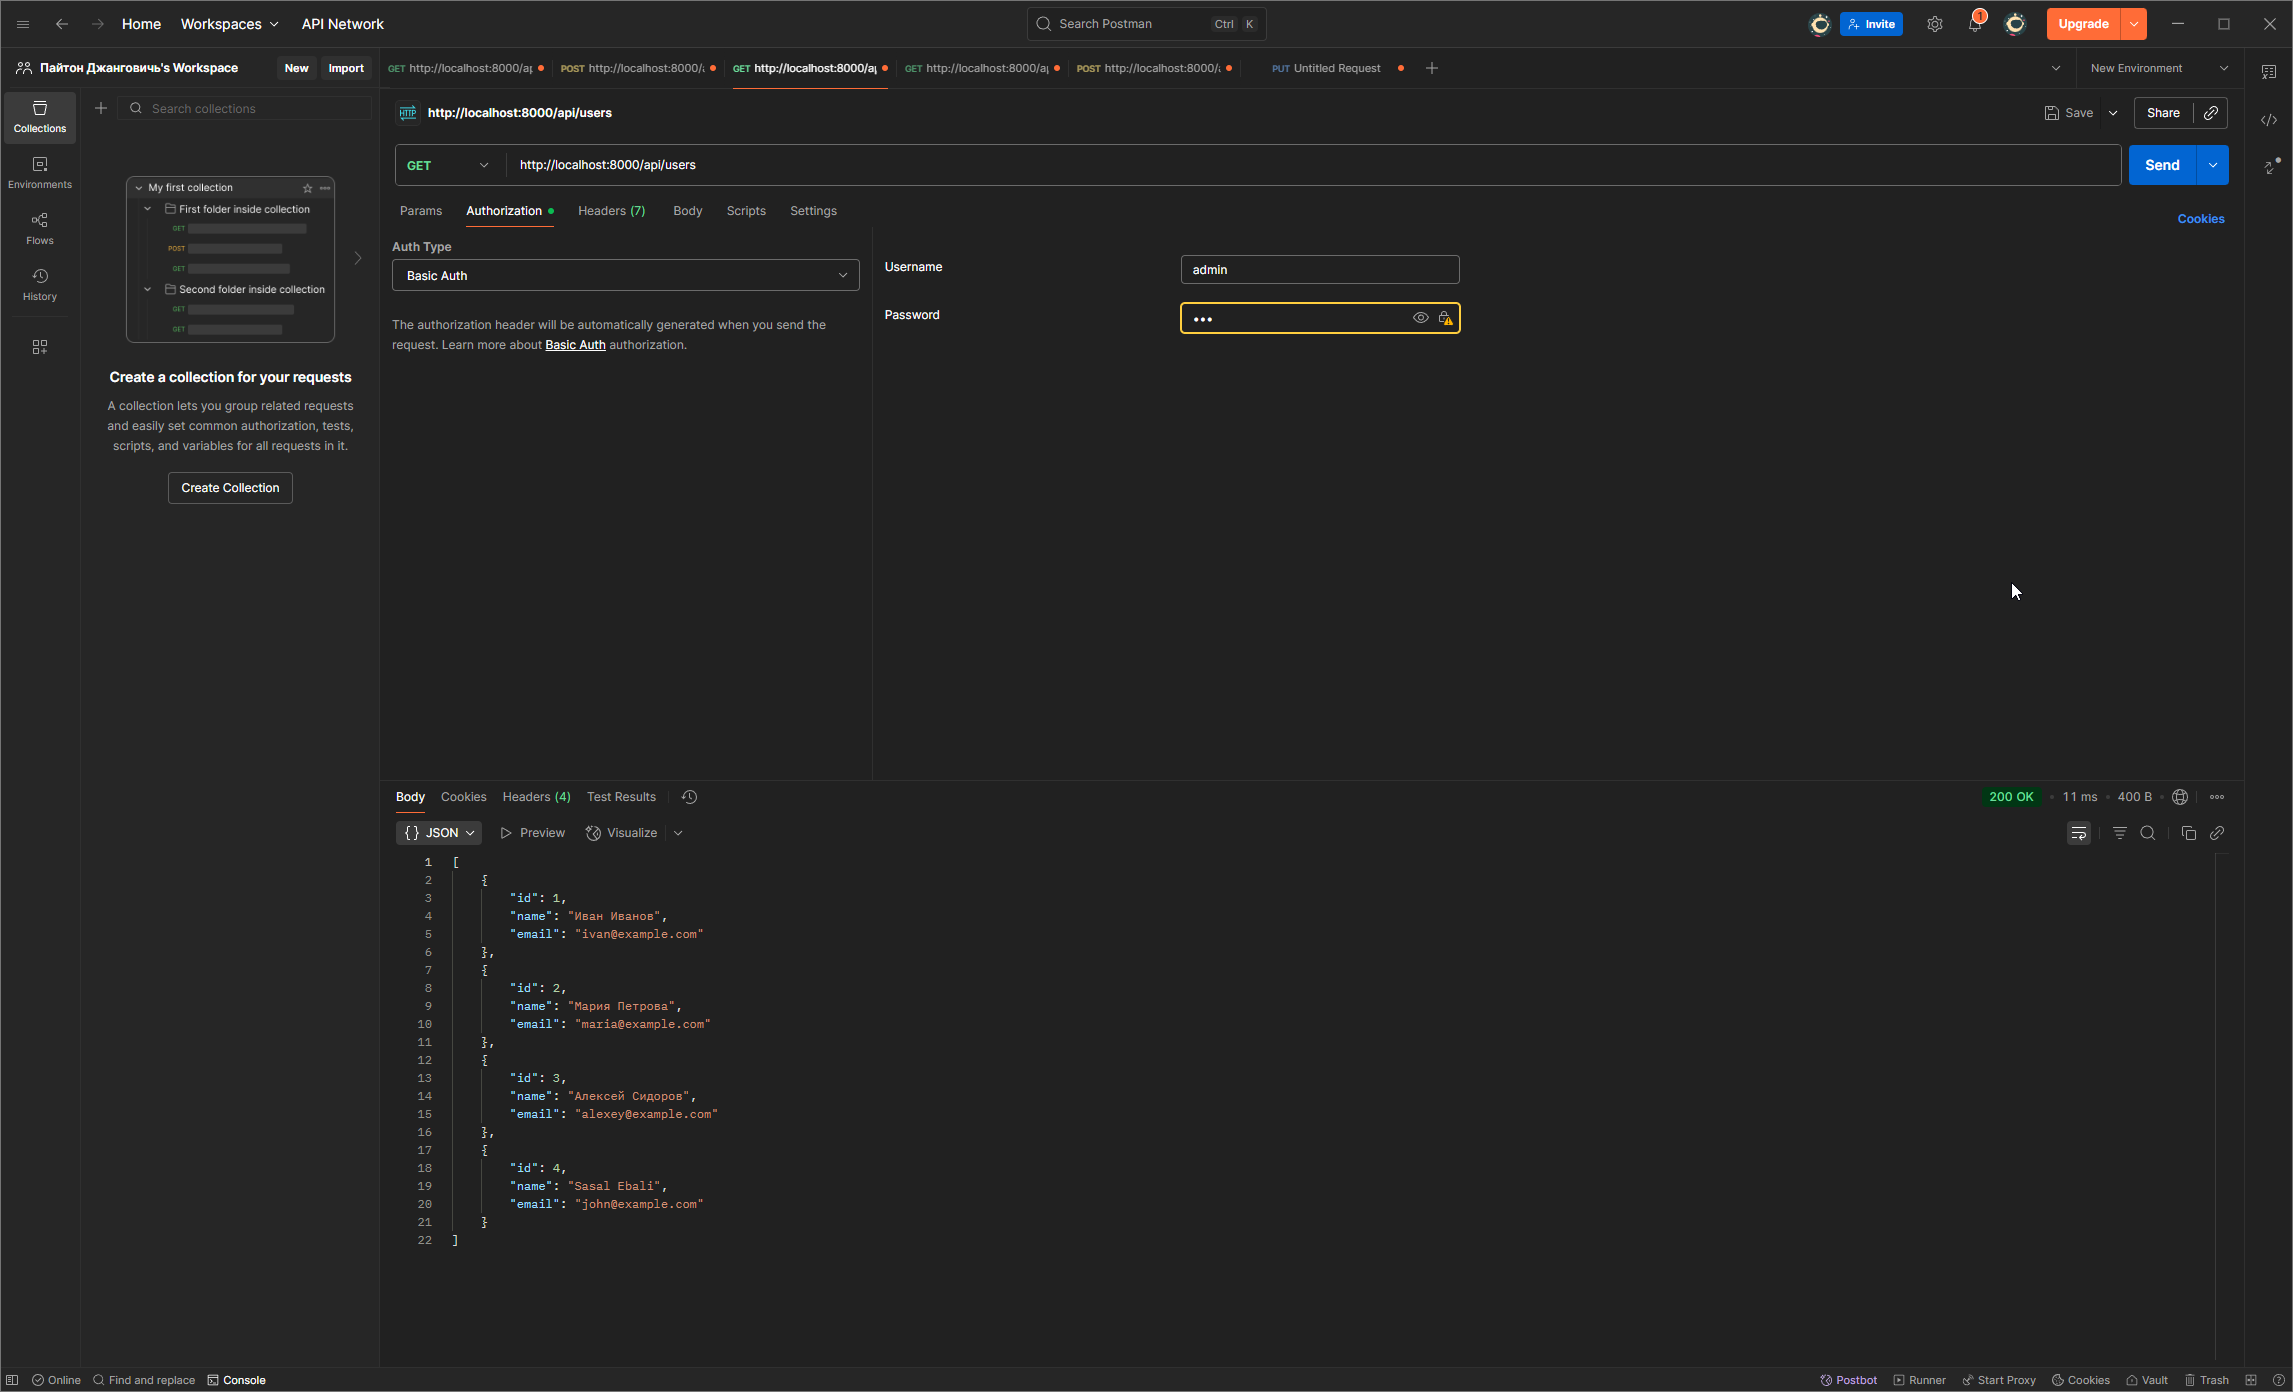 Home Workspaces API Network
Search Postman Ctrl K
Invite 1 Upgrade
Пайтон Джанговичь's Workspace New Import
GET http://localhost:8000/a
POST http://localhost:8000/
GET http://localhost:8000/a
GET http://localhost:8000/a
POST http://localhost:8000/
PUT Untitled Request
New Environment
Collections
Environments
Flows
History
Search collections
My first collection
First folder inside collection
GET
POST
GET
Second folder inside collection
GET
GET
Create a collection for your requests
A collection lets you group related requests
and easily set common authorization, tests,
scripts, and variables for all requests in it.
Create Collection
HTTP http://localhost:8000/api/users
Save Share
GET http://localhost:8000/api/users Send
Params Authorization Headers (7) Body Scripts Settings
Cookies
Auth Type
Basic Auth
The authorization header will be automatically generated when you send the
request. Learn more about Basic Auth authorization.
Username admin
Password •••
Body Cookies Headers (4) Test Results
200 OK • 11 ms • 400 B
{} JSON Preview Visualize
1 [
2 {
3 "id": 1,
4 "name": "Иван Иванов",
5 "email": "ivan@example.com"
6 },
7 {
8 "id": 2,
9 "name": "Мария Петрова",
10 "email": "maria@example.com"
11 },
12 {
13 "id": 3,
14 "name": "Алексей Сидоров",
15 "email": "alexey@example.com"
16 },
17 {
18 "id": 4,
19 "name": "Sasal Ebali",
20 "email": "john@example.com"
21 }
22 ]
Online Find and replace Console
Postbot Runner Start Proxy Cookies Vault Trash